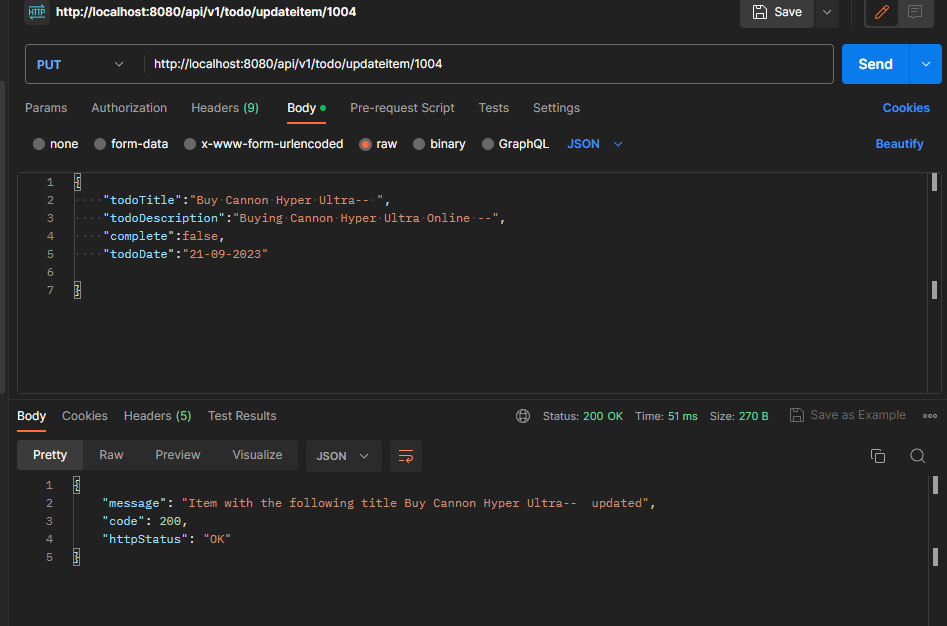 HTTP http://localhost:8080/api/v1/todo/updateitem/1004 Save
PUT http://localhost:8080/api/v1/todo/updateitem/1004 Send
Params Authorization Headers (9) Body Pre-request Script Tests Settings Cookies
none form-data x-www-form-urlencoded raw binary GraphQL JSON Beautify
1 {
2 ····"todoTitle":"Buy·Cannon·Hyper·Ultra--·",
3 ····"todoDescription":"Buying·Cannon·Hyper·Ultra·Online·--",
4 ····"complete":false,
5 ····"todoDate":"21-09-2023"
6
7 }
Body Cookies Headers (5) Test Results Status: 200 OK Time: 51 ms Size: 270 B Save as Example
Pretty Raw Preview Visualize JSON
1 {
2 "message": "Item with the following title Buy Cannon Hyper Ultra--  updated",
3 "code": 200,
4 "httpStatus": "OK"
5 }